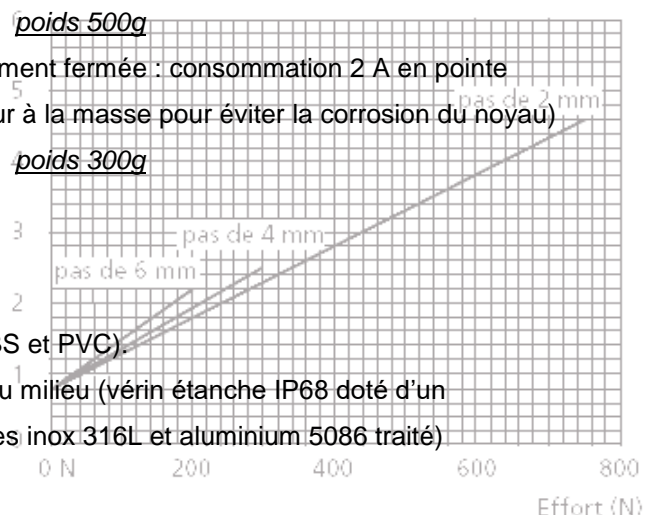 6 poids 500g
ment fermée : consommation 2 A en pointe
5 pas de 2 mm
ur à la masse pour éviter la corrosion du noyau)
poids 300g
3
pas de 4 mm
pas de 6 mm
2
S et PVC).
1
u milieu (vérin étanche IP68 doté d'un
es inox 316L et aluminium 5086 traité)
0 N 200 400 600 800
Effort (N)